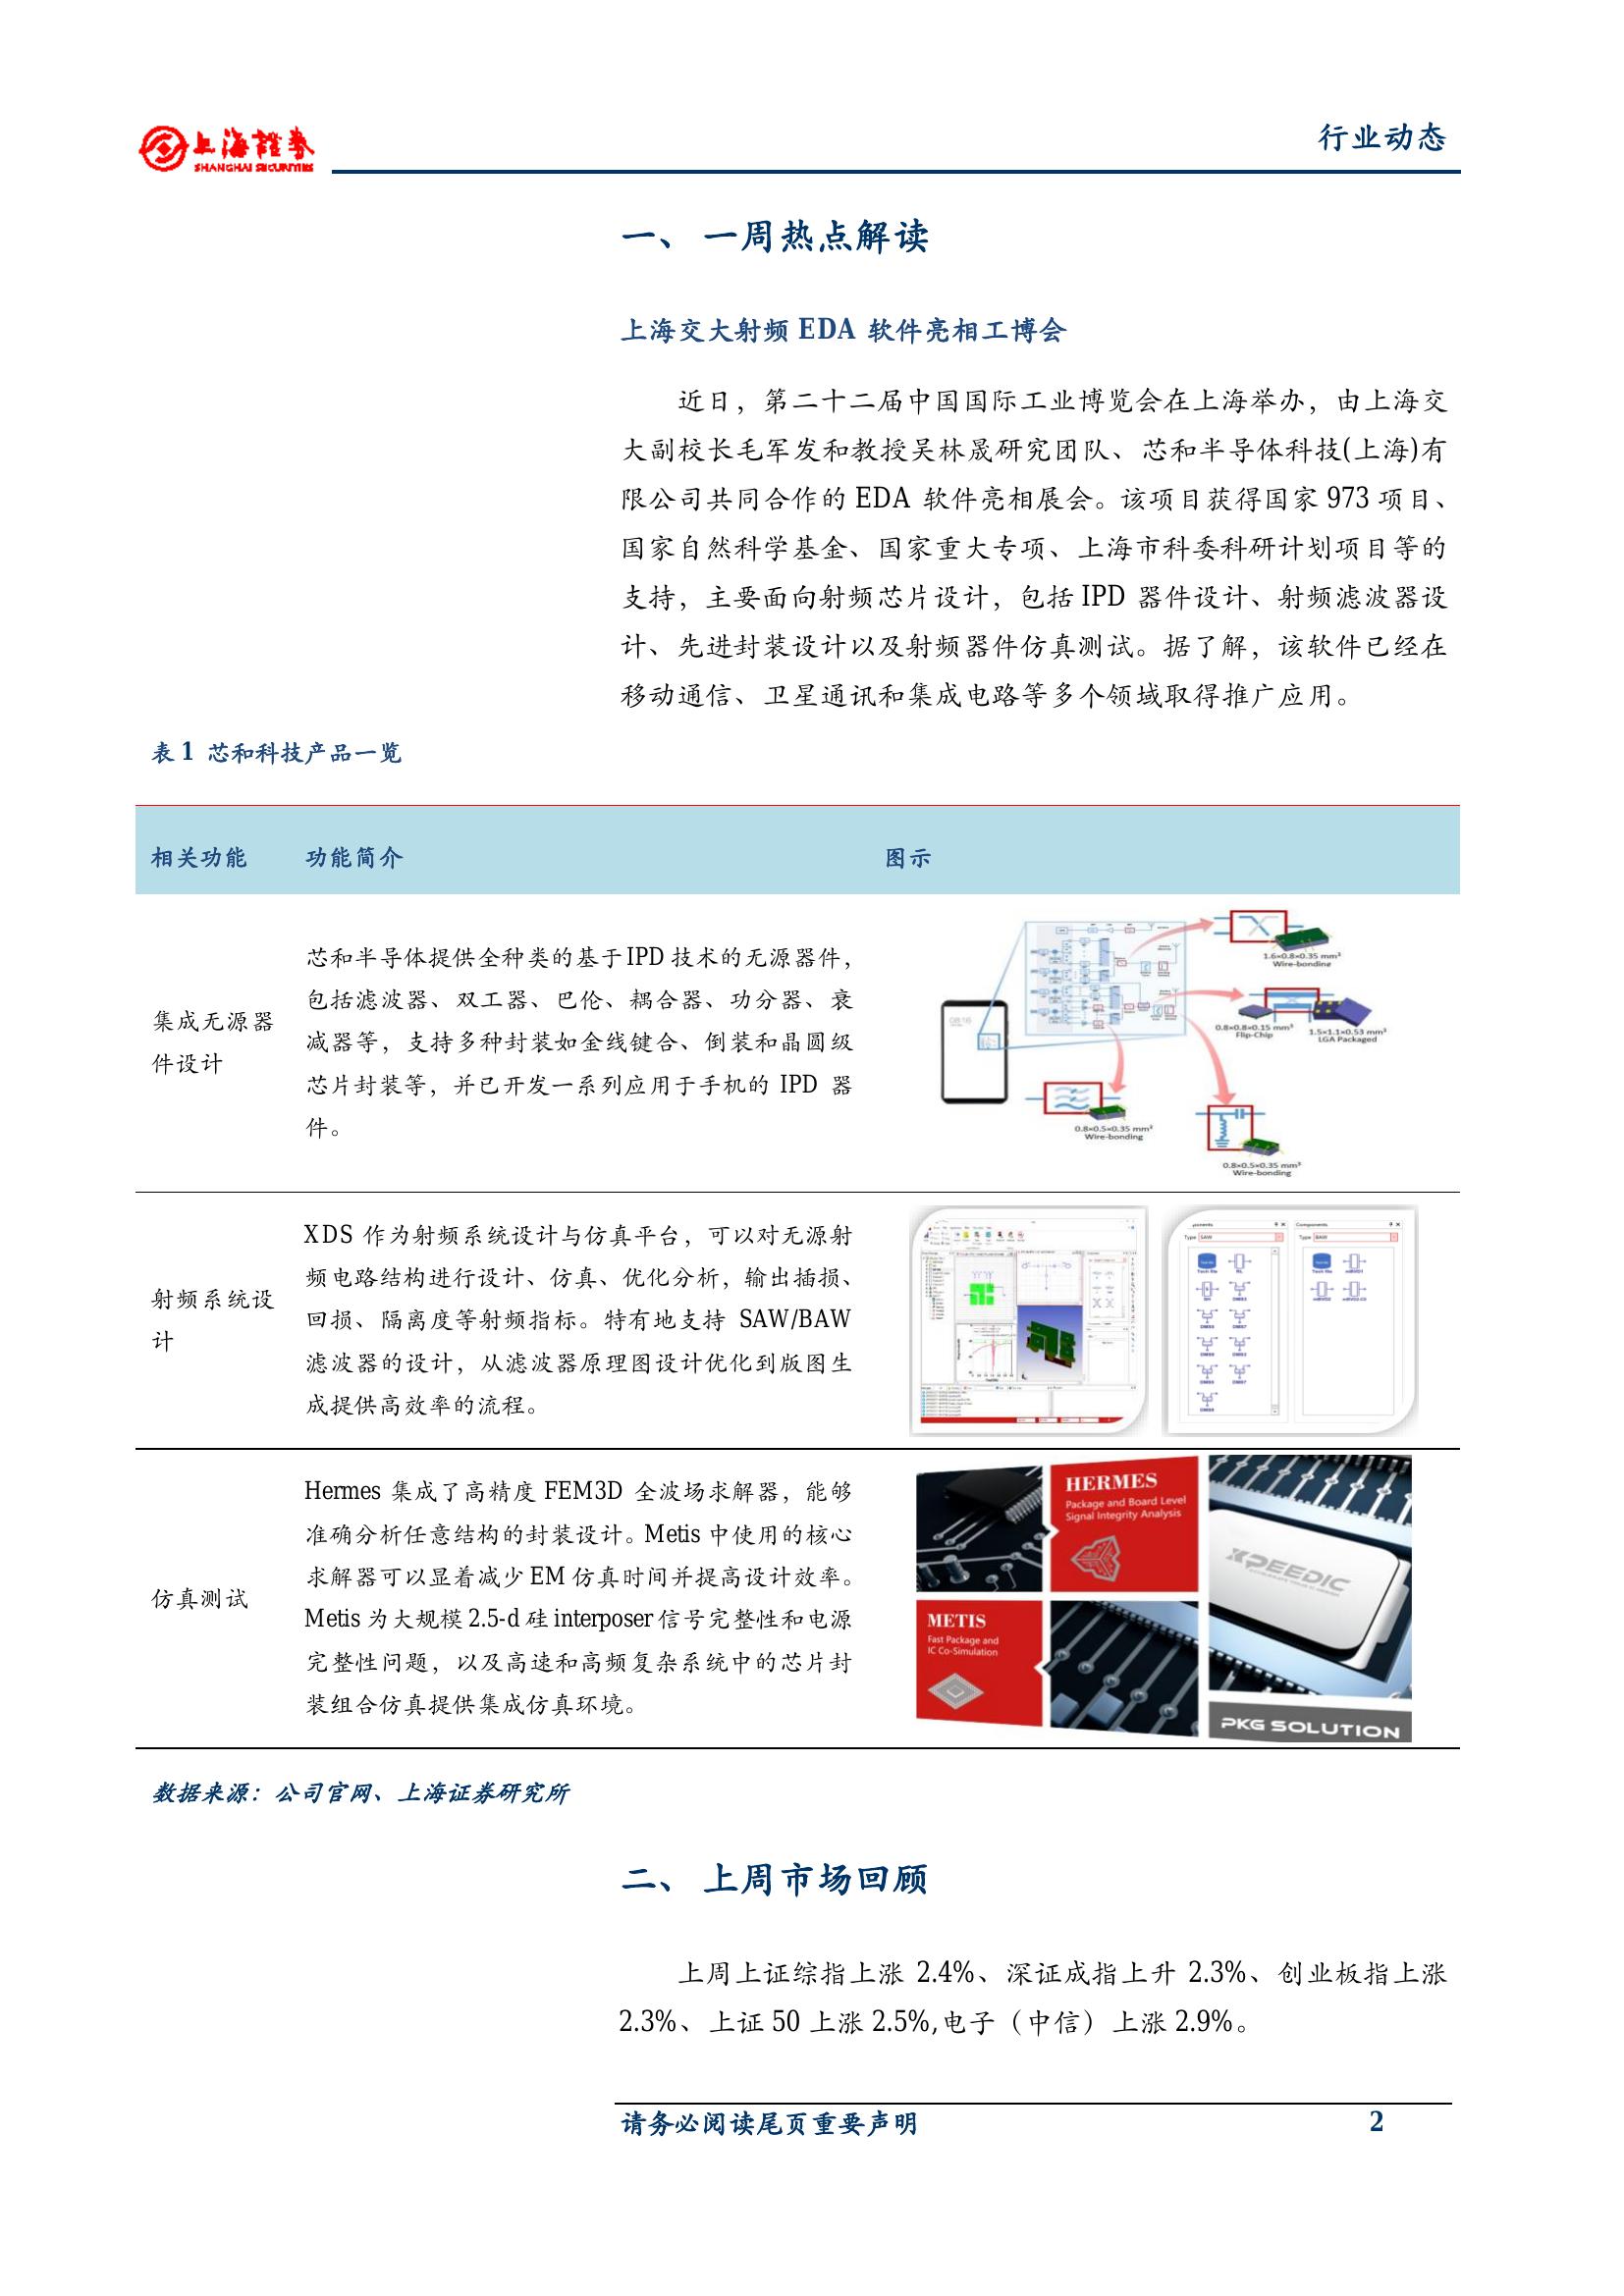 上海證券
SHANGHAI SECURITIES
行业动态
一、 一周热点解读
上海交大射频 EDA 软件亮相工博会
近日，第二十二届中国国际工业博览会在上海举办，由上海交
大副校长毛军发和教授吴林晟研究团队、芯和半导体科技(上海)有
限公司共同合作的 EDA 软件亮相展会。该项目获得国家 973 项目、
国家自然科学基金、国家重大专项、上海市科委科研计划项目等的
支持，主要面向射频芯片设计，包括 IPD 器件设计、射频滤波器设
计、先进封装设计以及射频器件仿真测试。据了解，该软件已经在
移动通信、卫星通讯和集成电路等多个领域取得推广应用。
表 1 芯和科技产品一览
相关功能 功能简介 图示
集成无源器
件设计
芯和半导体提供全种类的基于 IPD 技术的无源器件，
包括滤波器、双工器、巴伦、耦合器、功分器、衰
减器等，支持多种封装如金线键合、倒装和晶圆级
芯片封装等，并已开发一系列应用于手机的 IPD 器
件。
1.6×0.8×0.35 mm³
Wire-bonding
0.8×0.8×0.15 mm³
Flip-Chip
1.5×1.1×0.53 mm³
LGA Packaged
0.8×0.5×0.35 mm³
Wire-bonding
0.8×0.5×0.35 mm³
Wire-bonding
射频系统设
计
XDS 作为射频系统设计与仿真平台，可以对无源射
频电路结构进行设计、仿真、优化分析，输出插损、
回损、隔离度等射频指标。特有地支持 SAW/BAW
滤波器的设计，从滤波器原理图设计优化到版图生
成提供高效率的流程。
Components
Type SAW
Type BAW
仿真测试
Hermes 集成了高精度 FEM3D 全波场求解器，能够
准确分析任意结构的封装设计。Metis 中使用的核心
求解器可以显着减少 EM 仿真时间并提高设计效率。
Metis 为大规模 2.5-d 硅 interposer 信号完整性和电源
完整性问题，以及高速和高频复杂系统中的芯片封
装组合仿真提供集成仿真环境。
HERMES
Package and Board Level
Signal Integrity Analysis
XPEEDIC
METIS
Fast Package and
IC Co-Simulation
PKG SOLUTION
数据来源：公司官网、上海证券研究所
二、 上周市场回顾
上周上证综指上涨 2.4%、深证成指上升 2.3%、创业板指上涨
2.3%、上证 50 上涨 2.5%,电子（中信）上涨 2.9%。
请务必阅读尾页重要声明 2